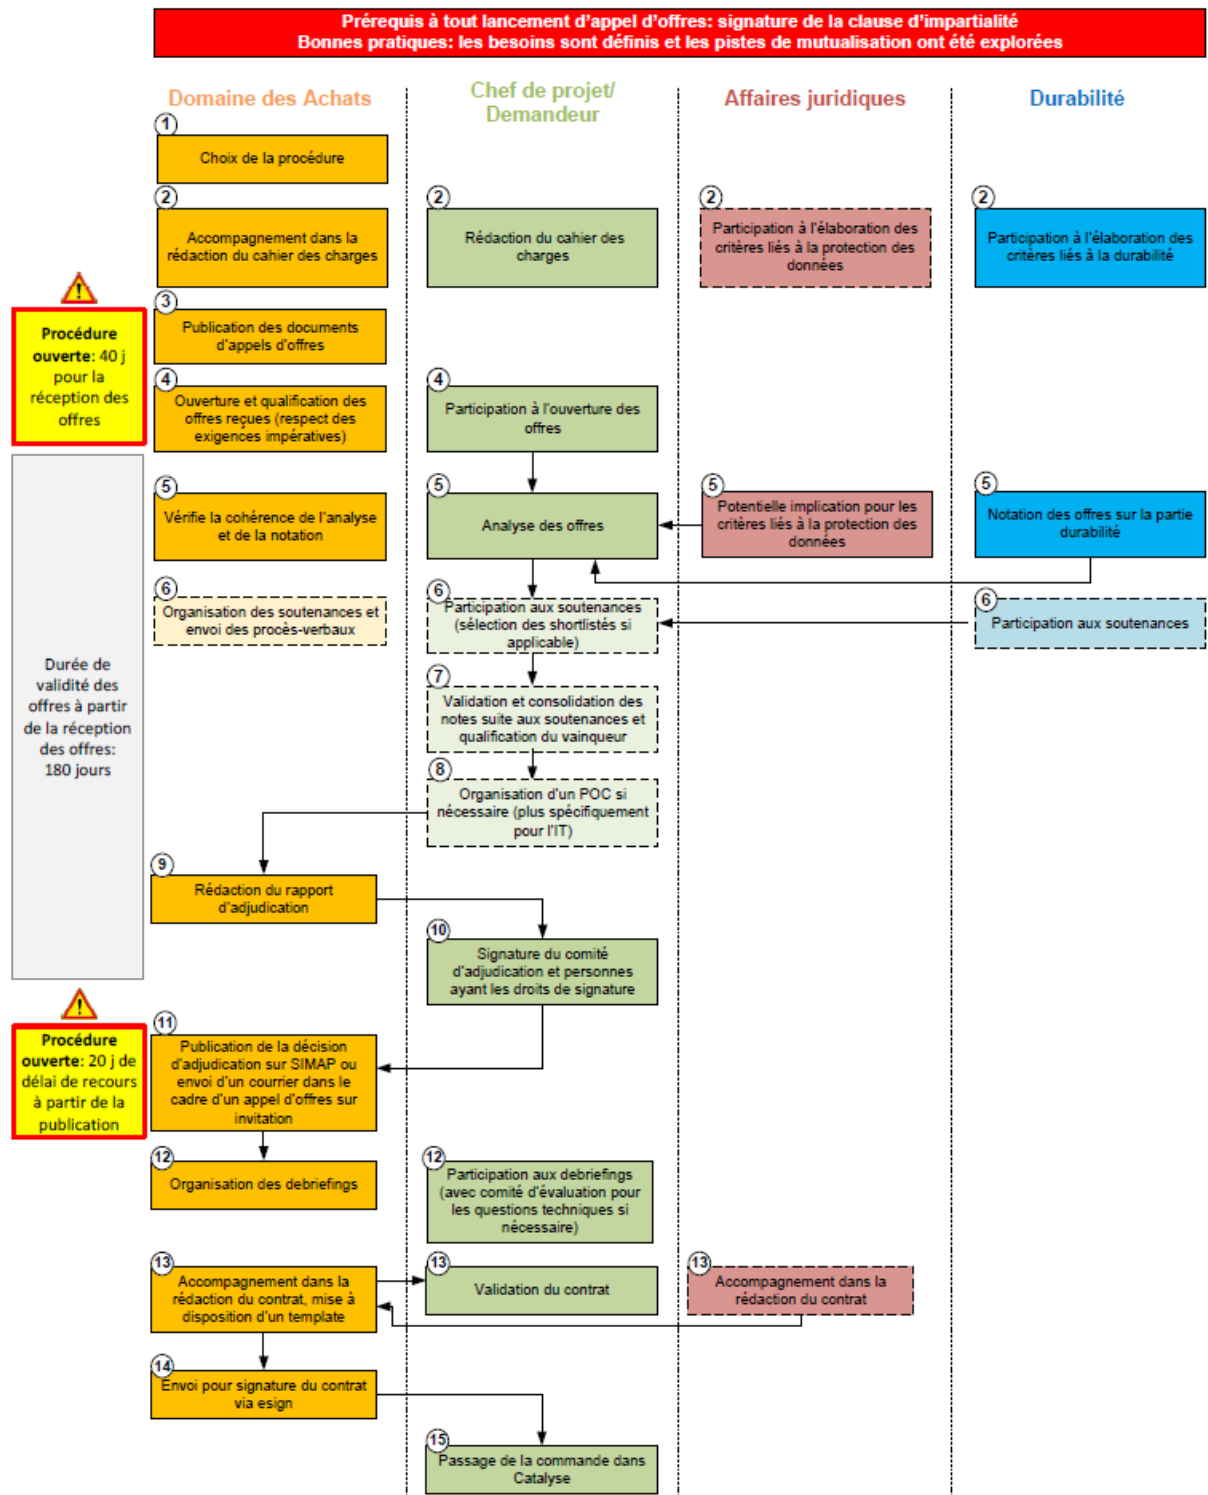 Prérequis à tout lancement d'appel d'offres: signature de la clause d'impartialité
Bonnes pratiques: les besoins sont définis et les pistes de mutualisation ont été explorées
Domaine des Achats
Chef de projet/
Demandeur
Affaires juridiques
Durabilité
1
Choix de la procédure
2
Accompagnement dans la
rédaction du cahier des charges
2
Rédaction du cahier des
charges
2
Participation à l'élaboration des
critères liés à la protection des
données
2
Participation à l'élaboration des
critères liés à la durabilité
Procédure
ouverte: 40 j
pour la
réception des
offres
3
Publication des documents
d'appels d'offres
4
Ouverture et qualification des
offres reçues (respect des
exigences impératives)
4
Participation à l'ouverture des
offres
Durée de
validité des
offres à partir
de la réception
des offres:
180 jours
5
Vérifie la cohérence de l'analyse
et de la notation
5
Analyse des offres
5
Potentielle implication pour les
critères liés à la protection des
données
5
Notation des offres sur la partie
durabilité
6
Organisation des soutenances et
envoi des procès-verbaux
6
Participation aux soutenances
(sélection des shortlistés si
applicable)
6
Participation aux soutenances
7
Validation et consolidation des
notes suite aux soutenances et
qualification du vainqueur
8
Organisation d'un POC si
nécessaire (plus spécifiquement
pour l'IT)
9
Rédaction du rapport
d'adjudication
10
Signature du comité
d'adjudication et personnes
ayant les droits de signature
Procédure
ouverte: 20 j de
délai de recours
à partir de la
publication
11
Publication de la décision
d'adjudication sur SIMAP ou
envoi d'un courrier dans le
cadre d'un appel d'offres sur
invitation
12
Organisation des debriefings
12
Participation aux debriefings
(avec comité d'évaluation pour
les questions techniques si
nécessaire)
13
Accompagnement dans la
rédaction du contrat, mise à
disposition d'un template
13
Validation du contrat
13
Accompagnement dans la
rédaction du contrat
14
Envoi pour signature du contrat
via esign
15
Passage de la commande dans
Catalyse